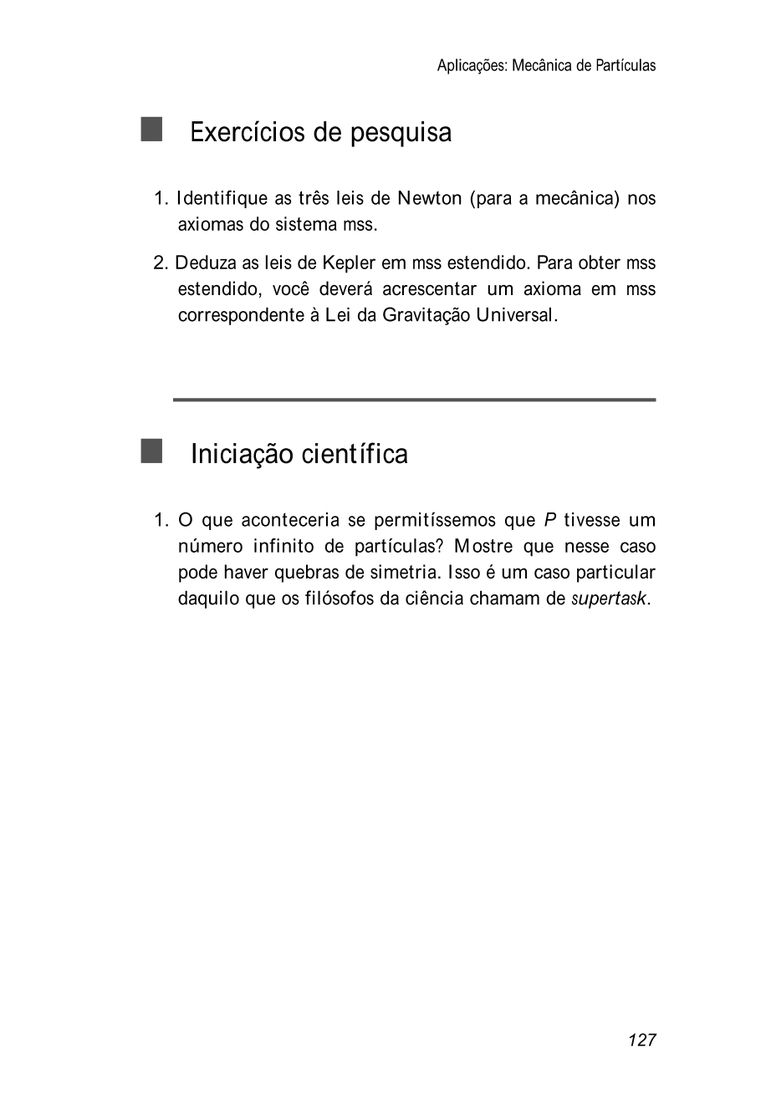 Aplicações: Mecânica de Partículas
Exercícios de pesquisa
1. Identifique as três leis de Newton (para a mecânica) nos
axiomas do sistema mss.
2. Deduza as leis de Kepler em mss estendido. Para obter mss
estendido, você deverá acrescentar um axioma em mss
correspondente à Lei da Gravitação Universal.
Iniciação científica
1. O que aconteceria se permitíssemos que P tivesse um
número infinito de partículas? Mostre que nesse caso
pode haver quebras de simetria. Isso é um caso particular
daquilo que os filósofos da ciência chamam de supertask.
127